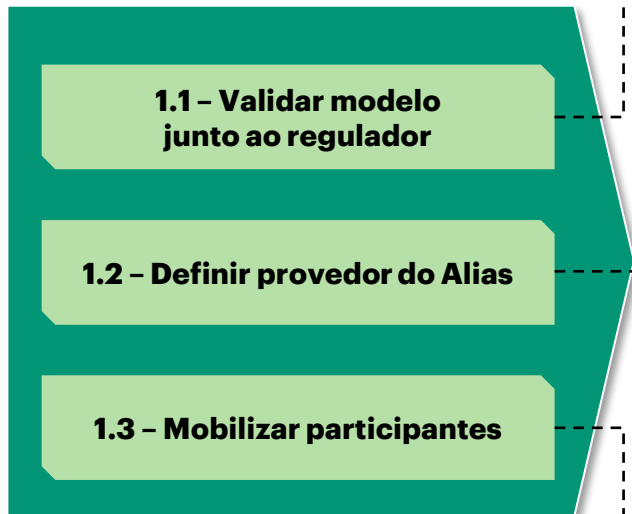 1.1 – Validar modelo
junto ao regulador
1.2 – Definir provedor do Alias
1.3 – Mobilizar participantes